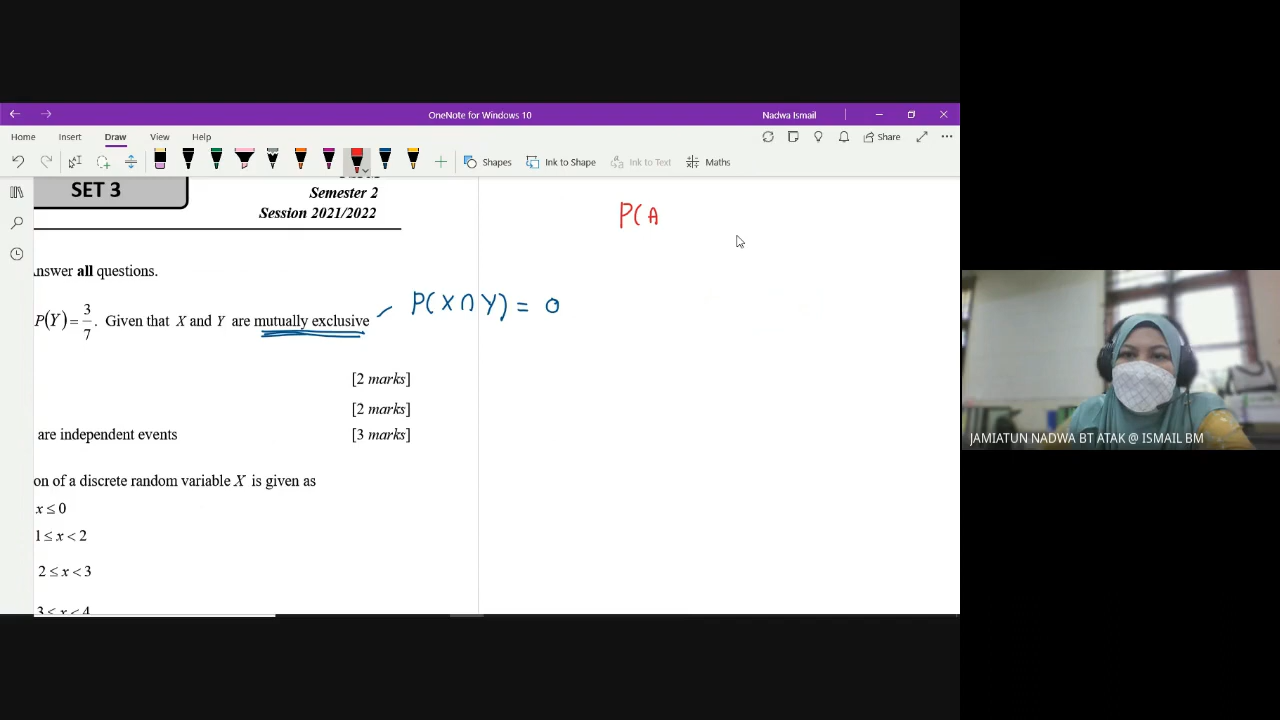 OneNote for Windows 10
Nadwa Ismail
Home Insert Draw View Help
Share
Shapes Ink to Shape Ink to Text Maths
SET 3
Semester 2
Session 2021/2022
P( A
Answer all questions.
P(Y) = 3/7. Given that X and Y are mutually exclusive
P(X ∩ Y) = 0
[2 marks]
[2 marks]
are independent events [3 marks]
on of a discrete random variable X is given as
x ≤ 0
1 ≤ x < 2
2 ≤ x < 3
3 ≤ x < 4
JAMIATUN NADWA BT ATAK @ ISMAIL BM